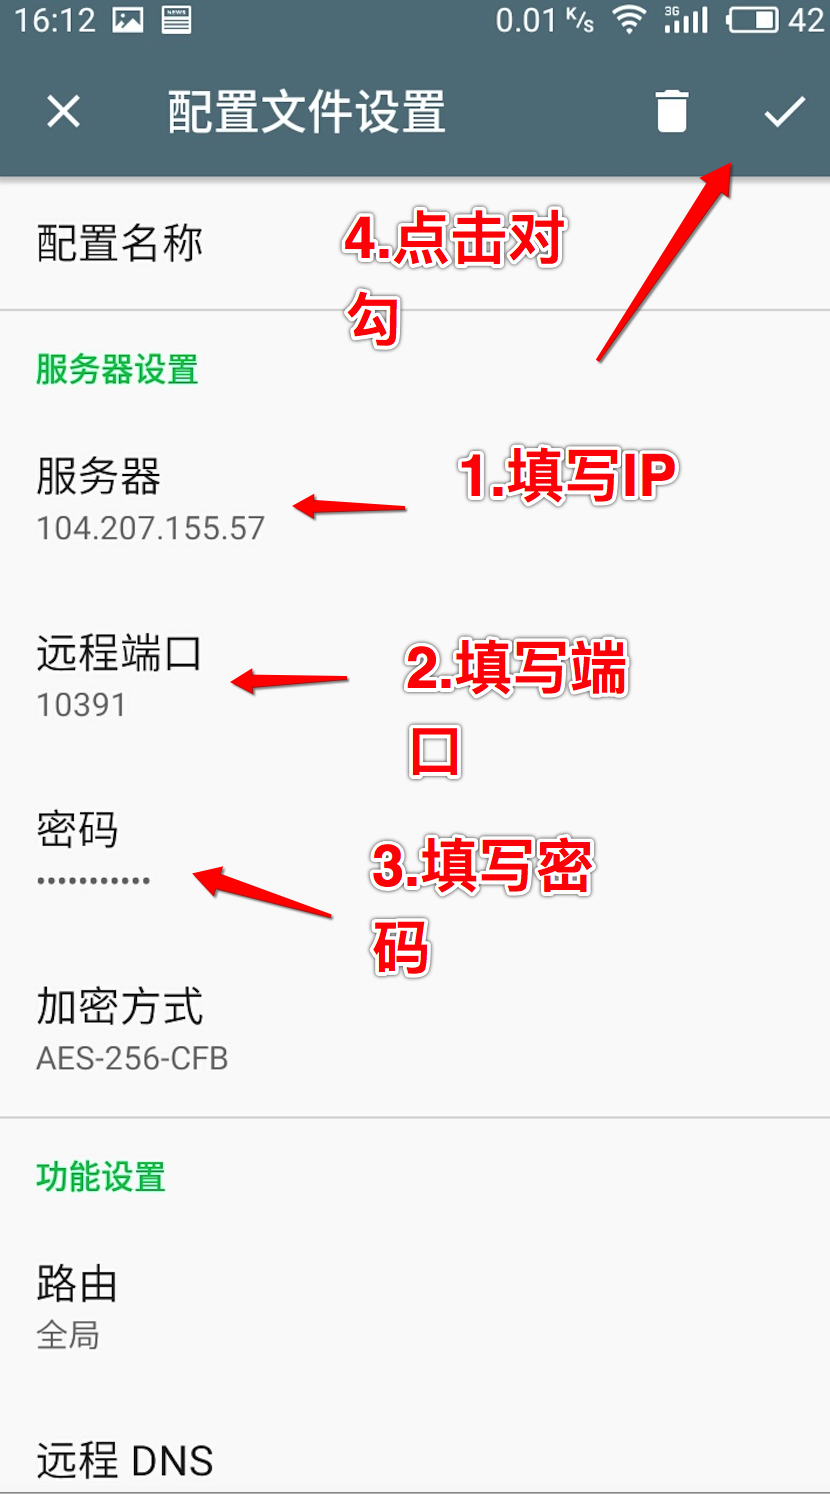 16:12
NEWS
0.01 K/s
3G
42
配置文件设置
配置名称
4.点击对
勾
服务器设置
服务器
1.填写IP
104.207.155.57
远程端口
2.填写端
10391
口
密码
3.填写密
•••••••••••
码
加密方式
AES-256-CFB
功能设置
路由
全局
远程 DNS